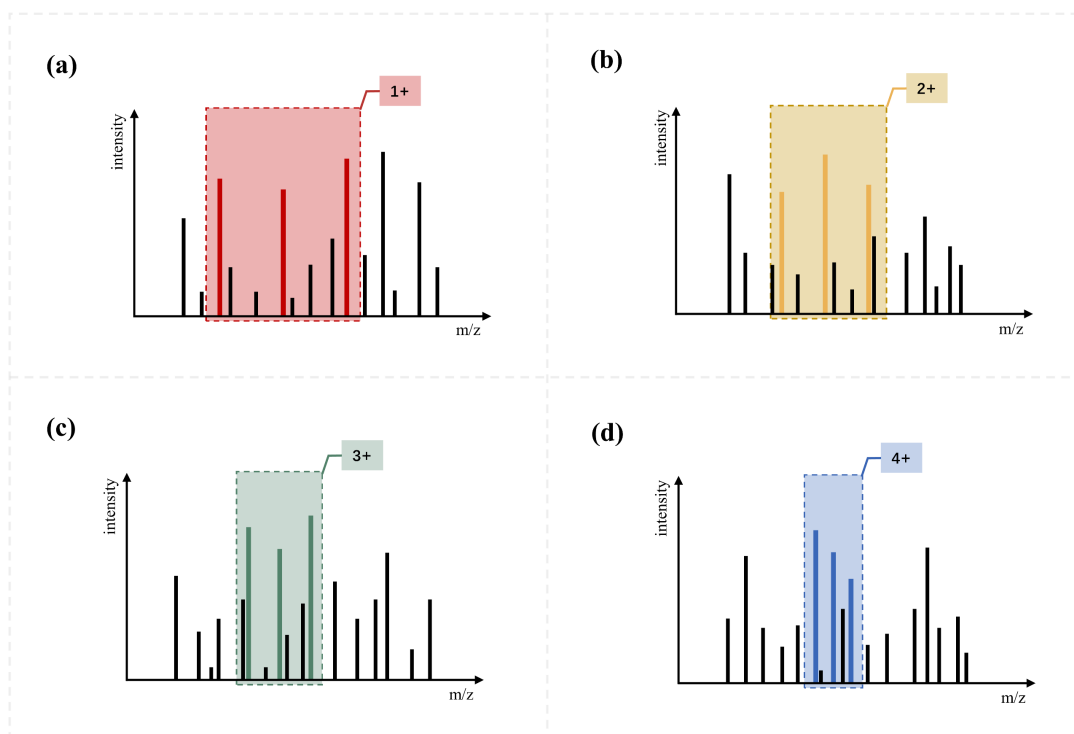 (a)
1+
intensity
m/z
(b)
2+
intensity
m/z
(c)
3+
intensity
m/z
(d)
4+
intensity
m/z